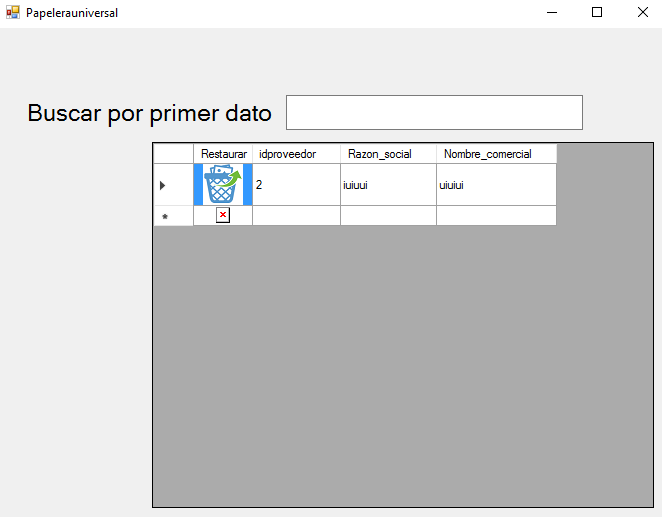 Papelerauniversal
Buscar por primer dato
Restaurar idproveedor Razon_social Nombre_comercial
2 iuiuui uiuiui